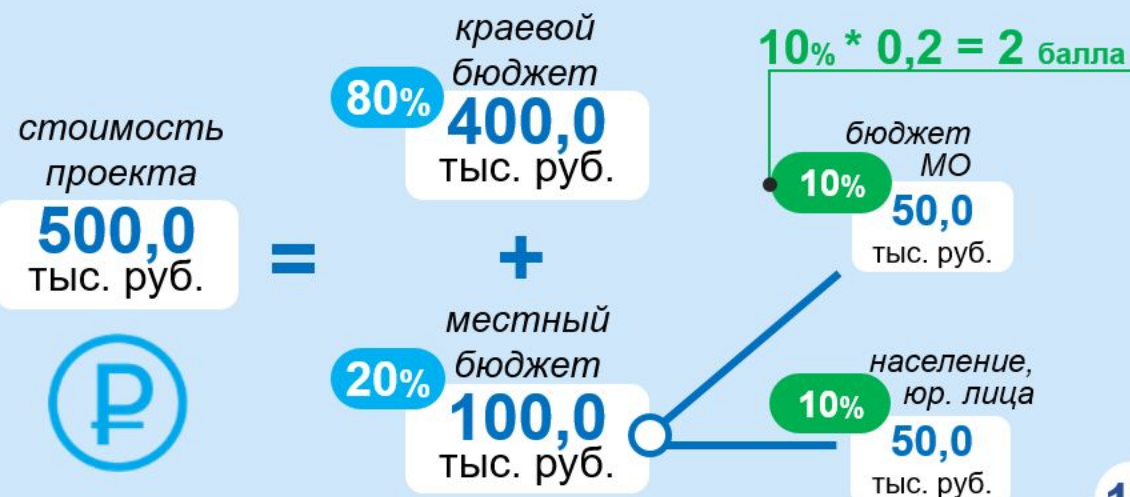 стоимость
проекта
500,0
тыс. руб.
=
краевой
бюджет
80%
400,0
тыс. руб.
+
местный
бюджет
20%
100,0
тыс. руб.
10% * 0,2 = 2 балла
бюджет
МО
10%
50,0
тыс. руб.
население,
юр. лица
10%
50,0
тыс. руб.